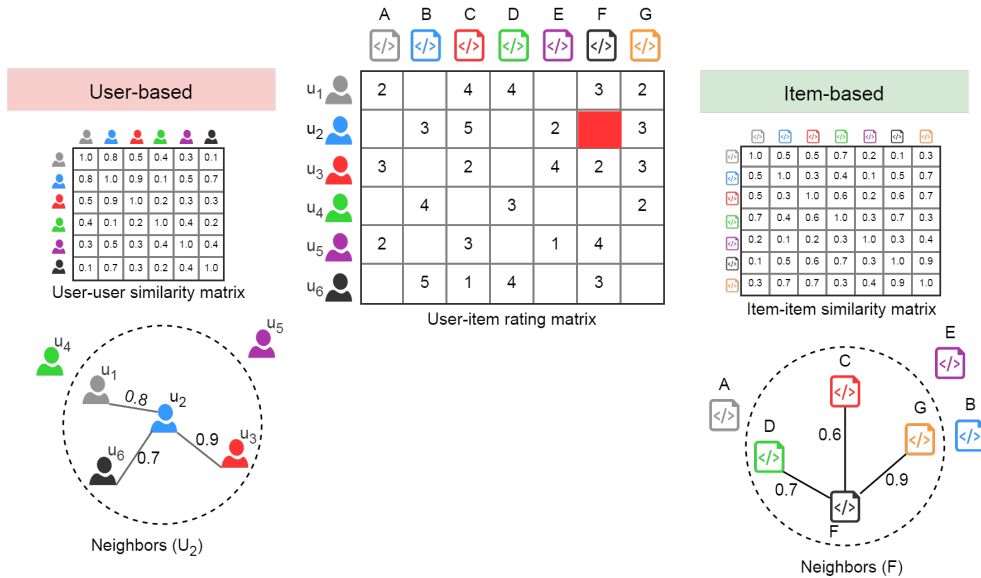 A B C D E F G
User-based
Item-based
u1 2 4 4 3 2
u2 3 5 2 3
u3 3 2 4 2 3
u4 4 3 2
u5 2 3 1 4
u6 5 1 4 3
User-item rating matrix
1.0 0.8 0.5 0.4 0.3 0.1
0.8 1.0 0.9 0.1 0.5 0.7
0.5 0.9 1.0 0.2 0.3 0.3
0.4 0.1 0.2 1.0 0.4 0.2
0.3 0.5 0.3 0.4 1.0 0.4
0.1 0.7 0.3 0.2 0.4 1.0
User-user similarity matrix
1.0 0.5 0.5 0.7 0.2 0.1 0.3
0.5 1.0 0.3 0.4 0.1 0.5 0.7
0.5 0.3 1.0 0.6 0.2 0.6 0.7
0.7 0.4 0.6 1.0 0.3 0.7 0.3
0.2 0.1 0.2 0.3 1.0 0.3 0.4
0.1 0.5 0.6 0.7 0.3 1.0 0.9
0.3 0.7 0.7 0.3 0.4 0.9 1.0
Item-item similarity matrix
u4
u5
u1
0.8
u2
u6
0.7
0.9
u3
Neighbors (U2)
E
C
A
D
G
B
0.6
0.7
0.9
F
Neighbors (F)